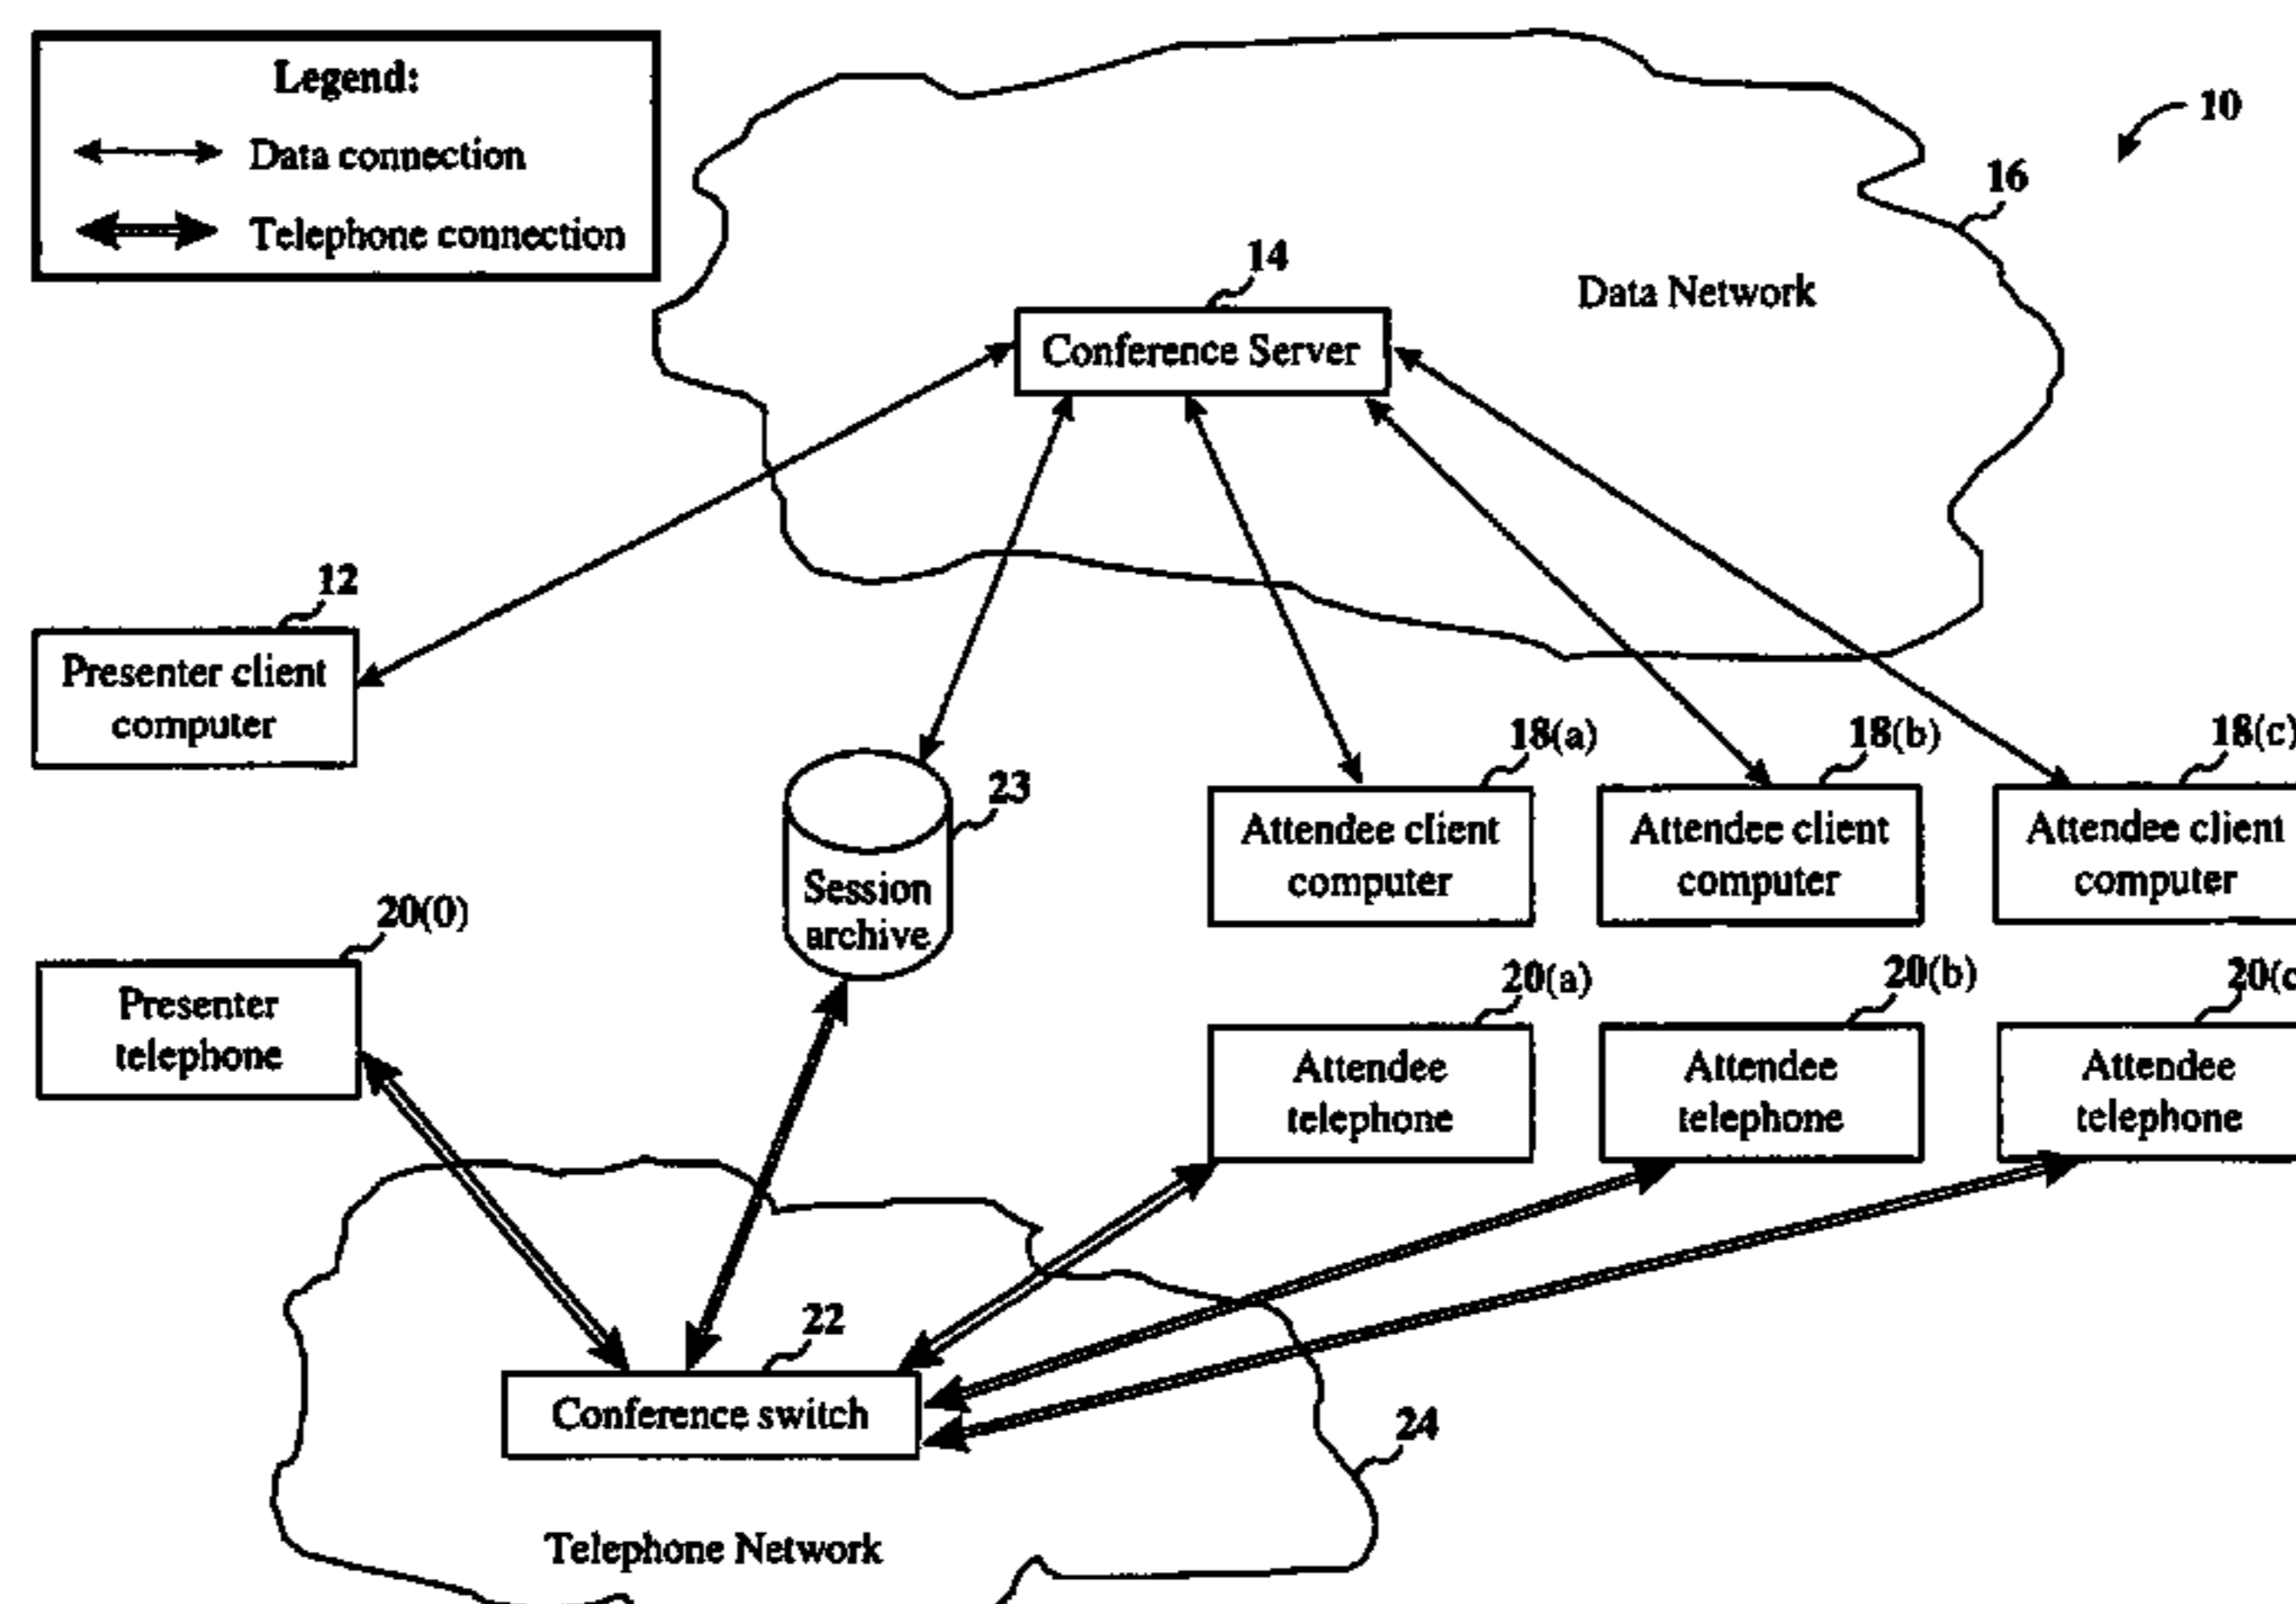 Legend:
Data connection
Telephone connection
10
16
14
Data Network
Conference Server
12
Presenter client
computer
18(a)
18(b)
18(c)
23
Attendee client
computer
Attendee client
computer
Attendee client
computer
Session
archive
20(0)
Presenter
telephone
20(a)
20(b)
20(c
Attendee
telephone
Attendee
telephone
Attendee
telephone
22
Conference switch
24
Telephone Network